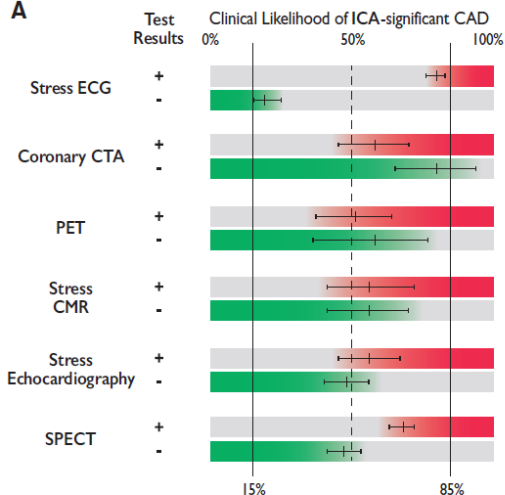 A
Test Results
Clinical Likelihood of ICA-significant CAD
0% 50% 100%
Stress ECG
+
-
Coronary CTA
+
-
PET
+
-
Stress CMR
+
-
Stress Echocardiography
+
-
SPECT
+
-
15% 85%